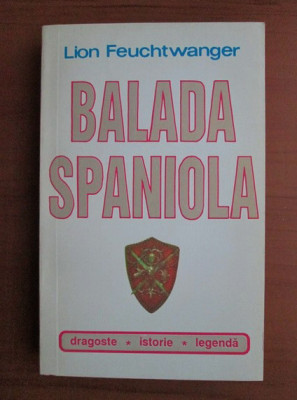 Lion Feuchtwanger
BALADA
SPANIOLA
dragoste * istorie * legendă